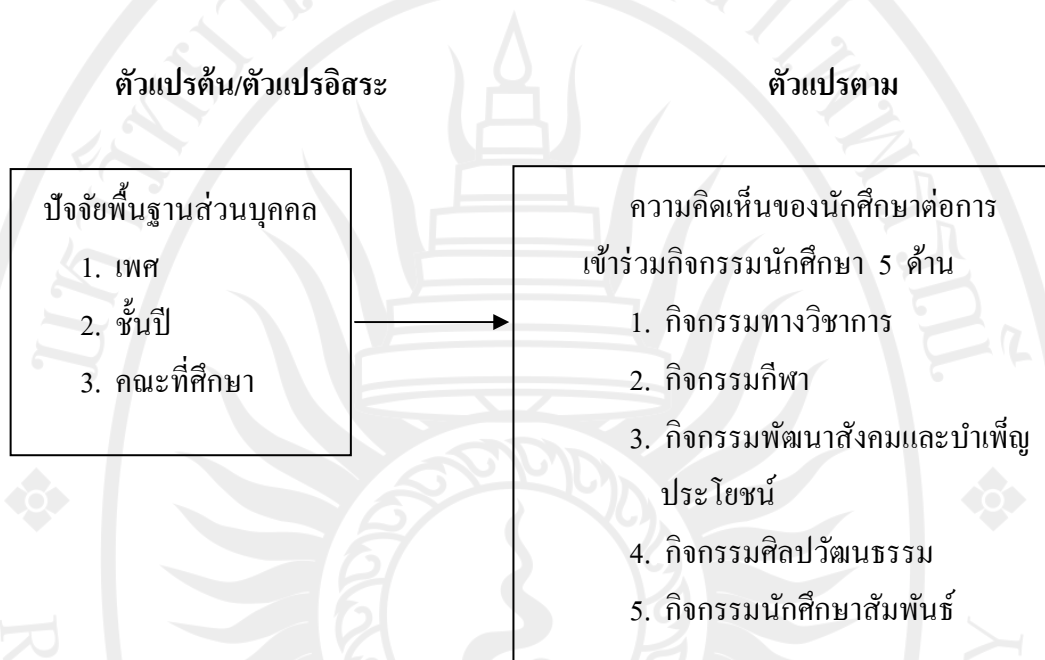 ตัวแปรต้น/ตัวแปรอิสระ
ตัวแปรตาม
ปัจจัยพื้นฐานส่วนบุคคล
1. เพศ
2. ชั้นปี
3. คณะที่ศึกษา
ความคิดเห็นของนักศึกษาต่อการ
เข้าร่วมกิจกรรมนักศึกษา 5 ด้าน
1. กิจกรรมทางวิชาการ
2. กิจกรรมกีฬา
3. กิจกรรมพัฒนาสังคมและบำเพ็ญ
ประโยชน์
4. กิจกรรมศิลปวัฒนธรรม
5. กิจกรรมนักศึกษาสัมพันธ์